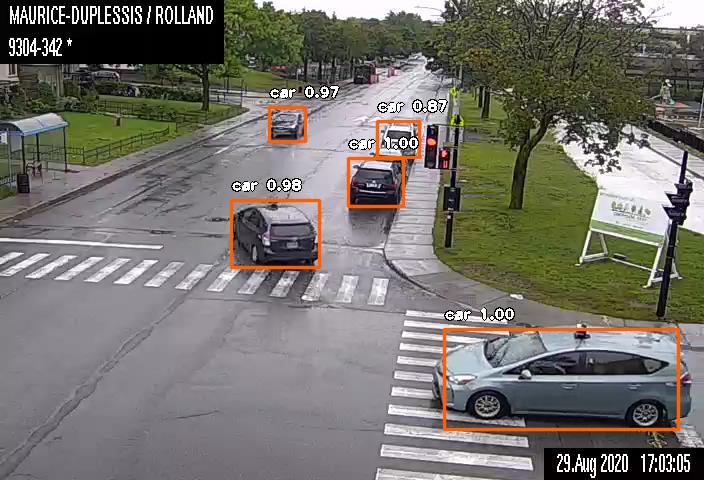 MAURICE-DUPLESSIS / ROLLAND
9304-342 *
car 0.97
car 0.87
car 1.00
car 0.98
car 1.00
29.Aug 2020 17:03:05